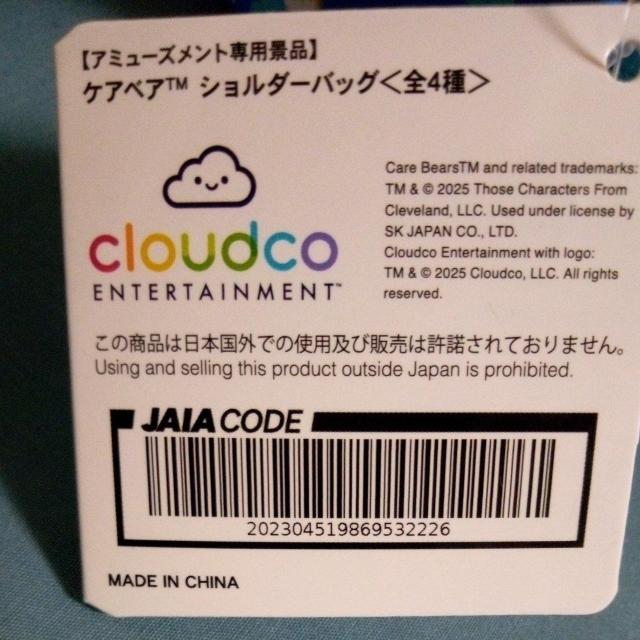 【アミューズメント専用景品】
ケアベア™ ショルダーバッグ<全4種>
cloudco
ENTERTAINMENT™
Care BearsTM and related trademarks:
TM & © 2025 Those Characters From
Cleveland, LLC. Used under license by
SK JAPAN CO., LTD.
Cloudco Entertainment with logo:
TM & © 2025 Cloudco, LLC. All rights
reserved.
この商品は日本国外での使用及び販売は許諾されておりません。
Using and selling this product outside Japan is prohibited.
JAIA CODE
202304519869532226
MADE IN CHINA